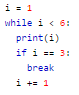 i = 1
while i < 6:
  print(i)
  if i == 3:
    break
  i += 1